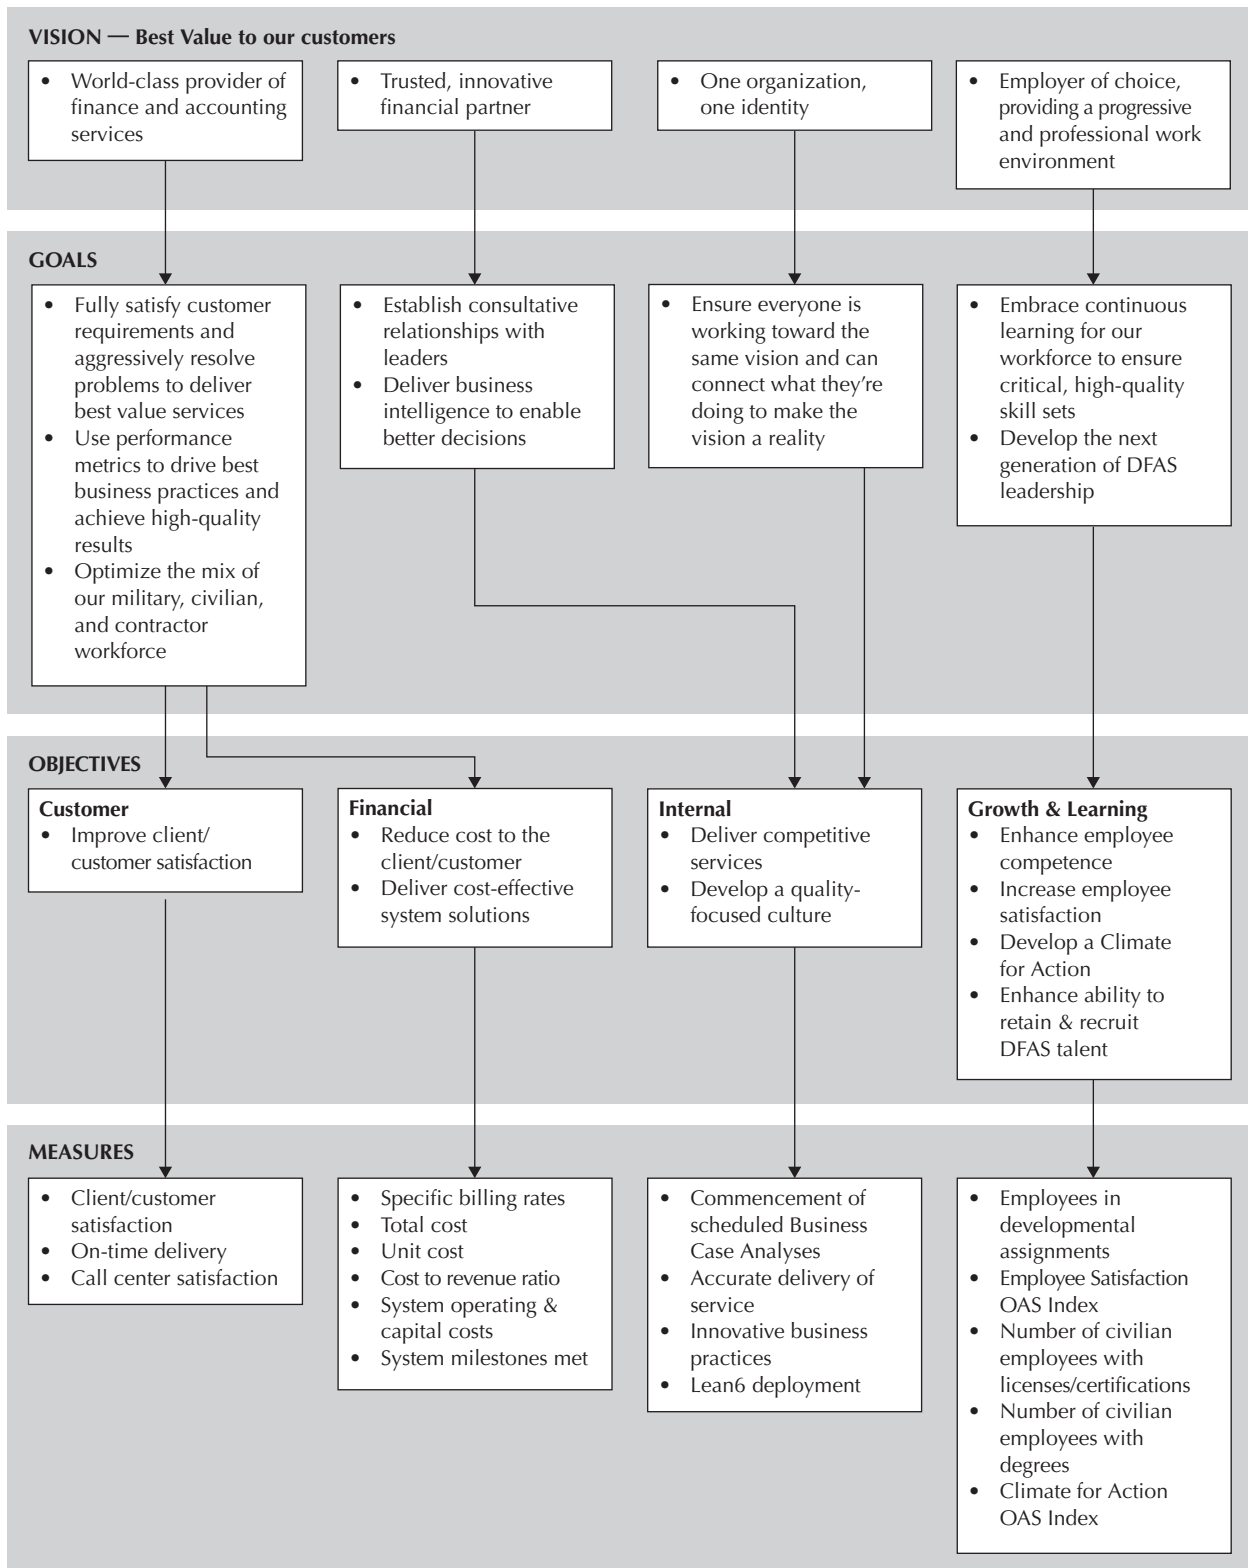 VISION — Best Value to our customers
• World-class provider of
finance and accounting
services
• Trusted, innovative
financial partner
• One organization,
one identity
• Employer of choice,
providing a progressive
and professional work
environment
GOALS
• Fully satisfy customer
requirements and
aggressively resolve
problems to deliver
best value services
• Use performance
metrics to drive best
business practices and
achieve high-quality
results
• Optimize the mix of
our military, civilian,
and contractor
workforce
• Establish consultative
relationships with
leaders
• Deliver business
intelligence to enable
better decisions
• Ensure everyone is
working toward the
same vision and can
connect what they're
doing to make the
vision a reality
• Embrace continuous
learning for our
workforce to ensure
critical, high-quality
skill sets
• Develop the next
generation of DFAS
leadership
OBJECTIVES
Customer
• Improve client/
customer satisfaction
Financial
• Reduce cost to the
client/customer
• Deliver cost-effective
system solutions
Internal
• Deliver competitive
services
• Develop a quality-
focused culture
Growth & Learning
• Enhance employee
competence
• Increase employee
satisfaction
• Develop a Climate
for Action
• Enhance ability to
retain & recruit
DFAS talent
MEASURES
• Client/customer
satisfaction
• On-time delivery
• Call center satisfaction
• Specific billing rates
• Total cost
• Unit cost
• Cost to revenue ratio
• System operating &
capital costs
• System milestones met
• Commencement of
scheduled Business
Case Analyses
• Accurate delivery of
service
• Innovative business
practices
• Lean6 deployment
• Employees in
developmental
assignments
• Employee Satisfaction
OAS Index
• Number of civilian
employees with
licenses/certifications
• Number of civilian
employees with
degrees
• Climate for Action
OAS Index